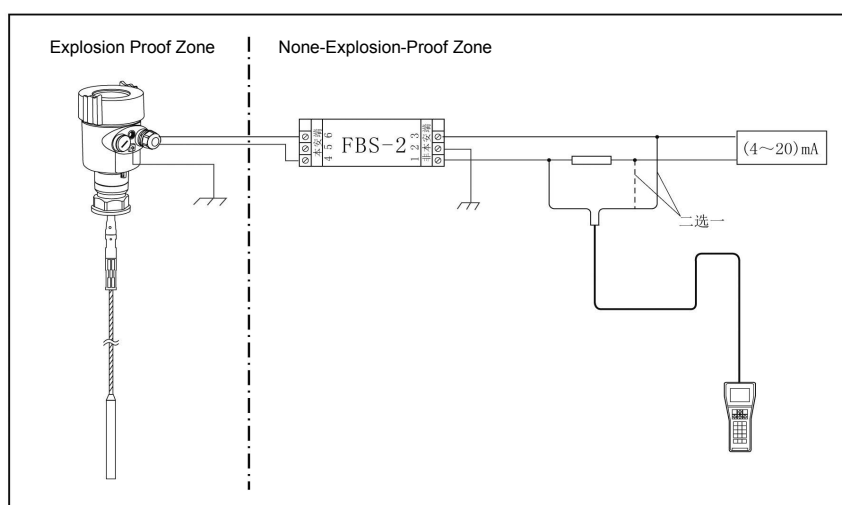 Explosion Proof Zone
None-Explosion-Proof Zone
本安端
4 5 6
FBS-2
1 2 3
非本安端
(4～20)mA
二选一